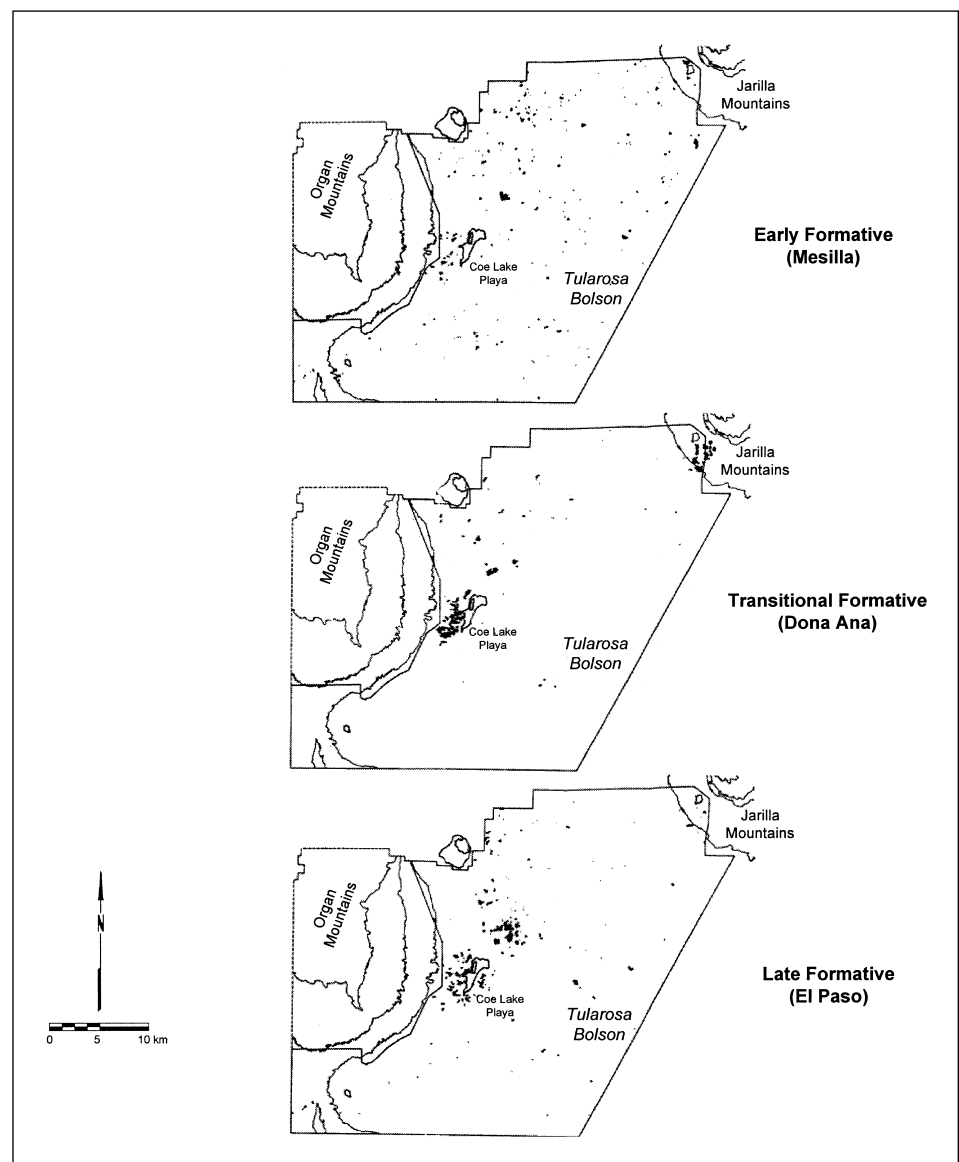 Jarilla
Mountains
Organ
Mountains
Early Formative
(Mesilla)
Coe Lake
Playa
Tularosa
Bolson
Jarilla
Mountains
Organ
Mountains
Transitional Formative
(Dona Ana)
Coe Lake
Playa
Tularosa
Bolson
Jarilla
Mountains
Organ
Mountains
N
Late Formative
(El Paso)
Coe Lake
Playa
Tularosa
Bolson
0 5 10 km